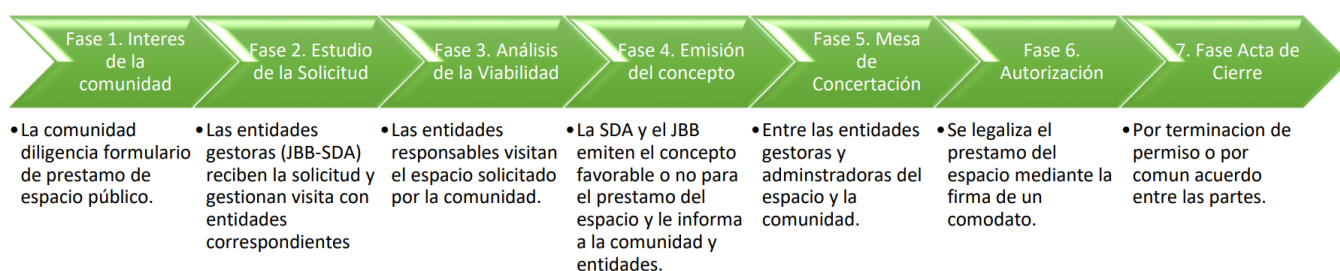 Fase 1. Interes
de la
comunidad
Fase 2. Estudio
de la Solicitud
Fase 3. Análisis
de la Viabilidad
Fase 4. Emisión
del concepto
Fase 5. Mesa
de
Concertación
Fase 6.
Autorización
7. Fase Acta de
Cierre
•La comunidad
diligencia formulario
de prestamo de
espacio público.
•Las entidades
gestoras (JBB-SDA)
reciben la solicitud y
gestionan visita con
entidades
correspondientes
•Las entidades
responsables visitan
el espacio solicitado
por la comunidad.
•La SDA y el JBB
emiten el concepto
favorable o no para
el prestamo del
espacio y le informa
a la comunidad y
entidades.
•Entre las entidades
gestoras y
adminstradoras del
espacio y la
comunidad.
•Se legaliza el
prestamo del
espacio mediante la
firma de un
comodato.
•Por terminacion de
permiso o por
comun acuerdo
entre las partes.